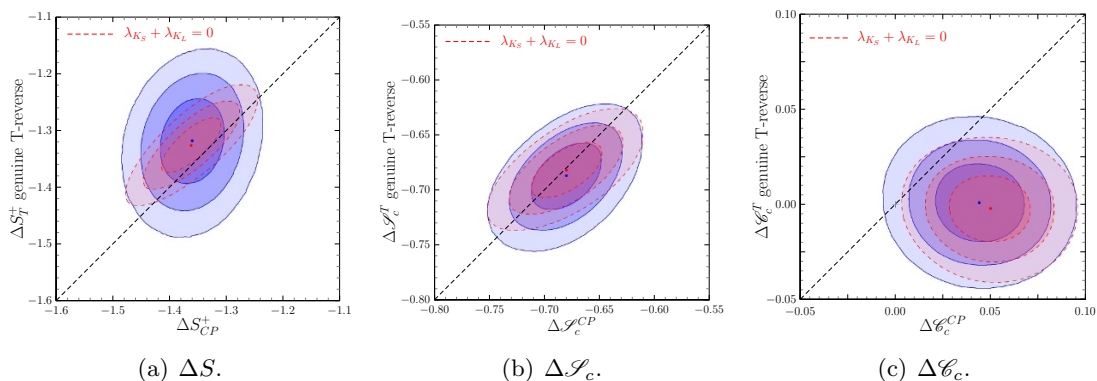 −1.1
−1.2
−1.3
−1.4
−1.5
−1.6
−1.6 −1.5 −1.4 −1.3 −1.2 −1.1
λ_{K_S} + λ_{K_L} = 0
ΔS_T^+ genuine T-reverse
ΔS_{CP}^+
(a) ΔS.
−0.55
−0.60
−0.65
−0.70
−0.75
−0.80
−0.80 −0.75 −0.70 −0.65 −0.60 −0.55
λ_{K_S} + λ_{K_L} = 0
Δ𝒮_c^T genuine T-reverse
Δ𝒮_c^{CP}
(b) Δ𝒮_c.
0.10
0.05
0.00
−0.05
−0.05 0.00 0.05 0.10
λ_{K_S} + λ_{K_L} = 0
Δ𝒞_c^T genuine T-reverse
Δ𝒞_c^{CP}
(c) Δ𝒞_c.